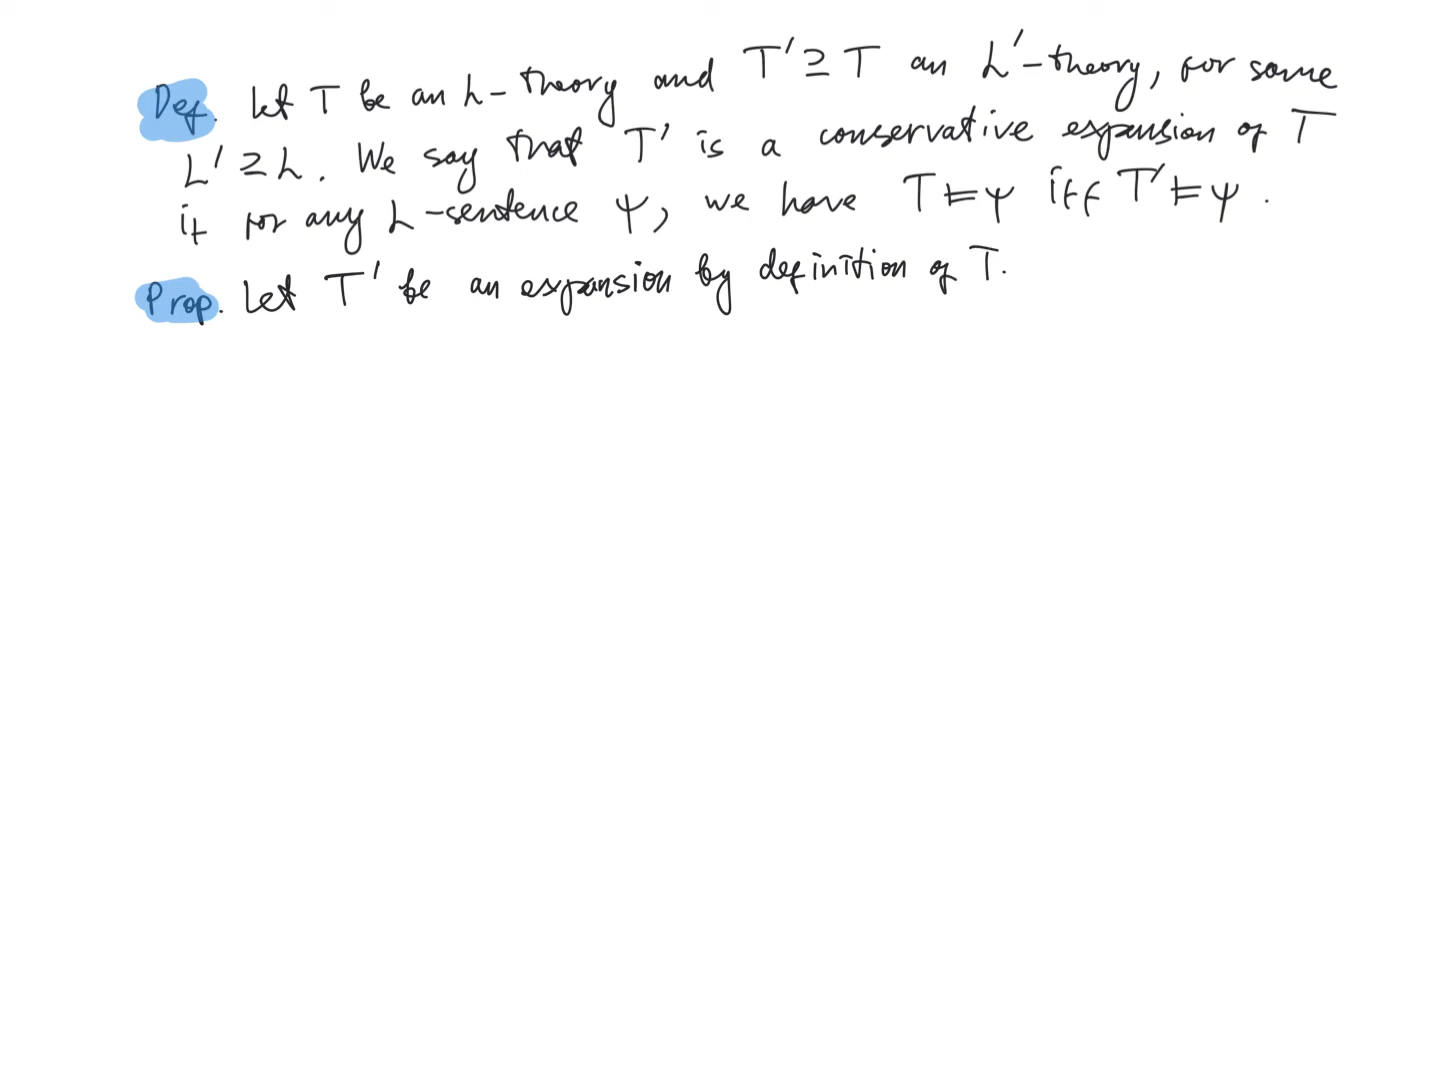 Def. Let T be an L-theory and T' ⊇ T an L'-theory, for some
L' ⊇ L. We say that T' is a conservative expansion of T
if for any L-sentence ψ, we have T ⊨ ψ iff T' ⊨ ψ.
Prop. Let T' be an expansion by definition of T.